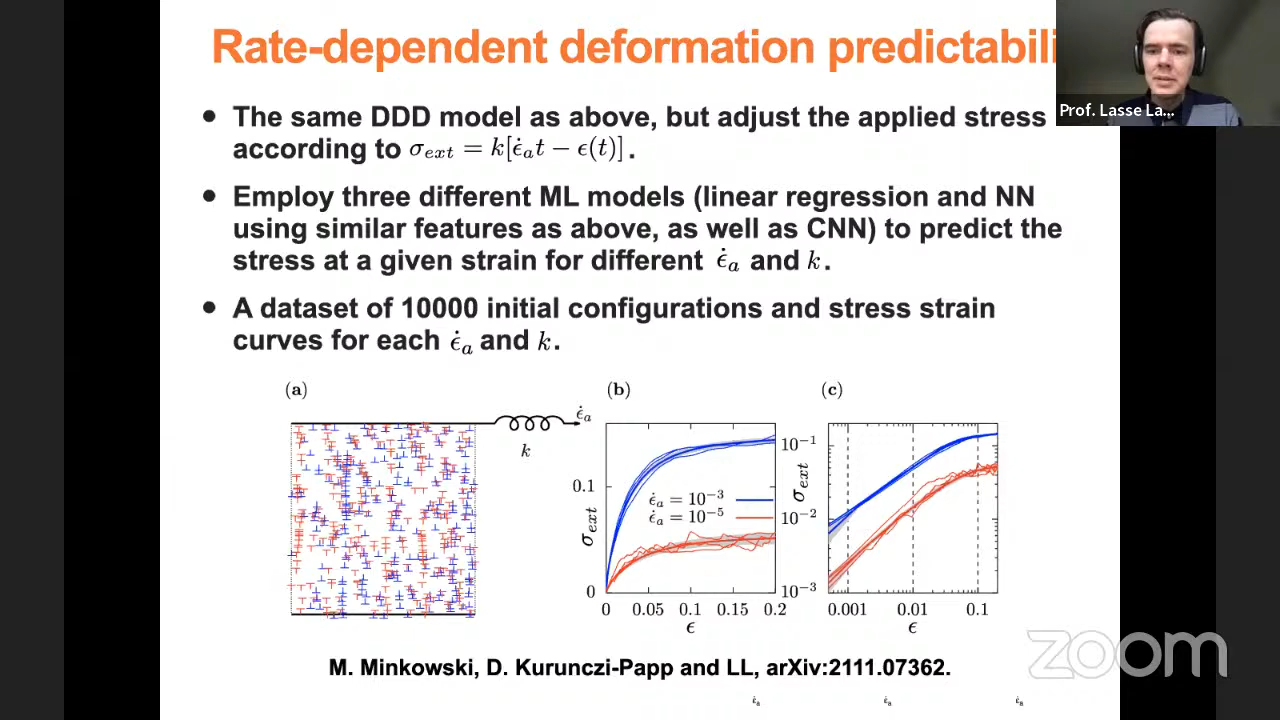 Rate-dependent deformation predictabili
Prof. Lasse La...
• The same DDD model as above, but adjust the applied stress
according to σ_ext = k[ε̇_a t − ε(t)].
• Employ three different ML models (linear regression and NN
using similar features as above, as well as CNN) to predict the
stress at a given strain for different ε̇_a and k.
• A dataset of 10000 initial configurations and stress strain
curves for each ε̇_a and k.
(a) (b) (c)
ε̇_a
k
10⁻¹
0.1
σ_ext
ε̇_a = 10⁻³
ε̇_a = 10⁻⁵
σ_ext
10⁻²
0
10⁻³
0 0.05 0.1 0.15 0.2
0.001 0.01 0.1
ϵ ϵ
zoom
M. Minkowski, D. Kurunczi-Papp and LL, arXiv:2111.07362.
ε̇_a ε̇_a ε̇_a